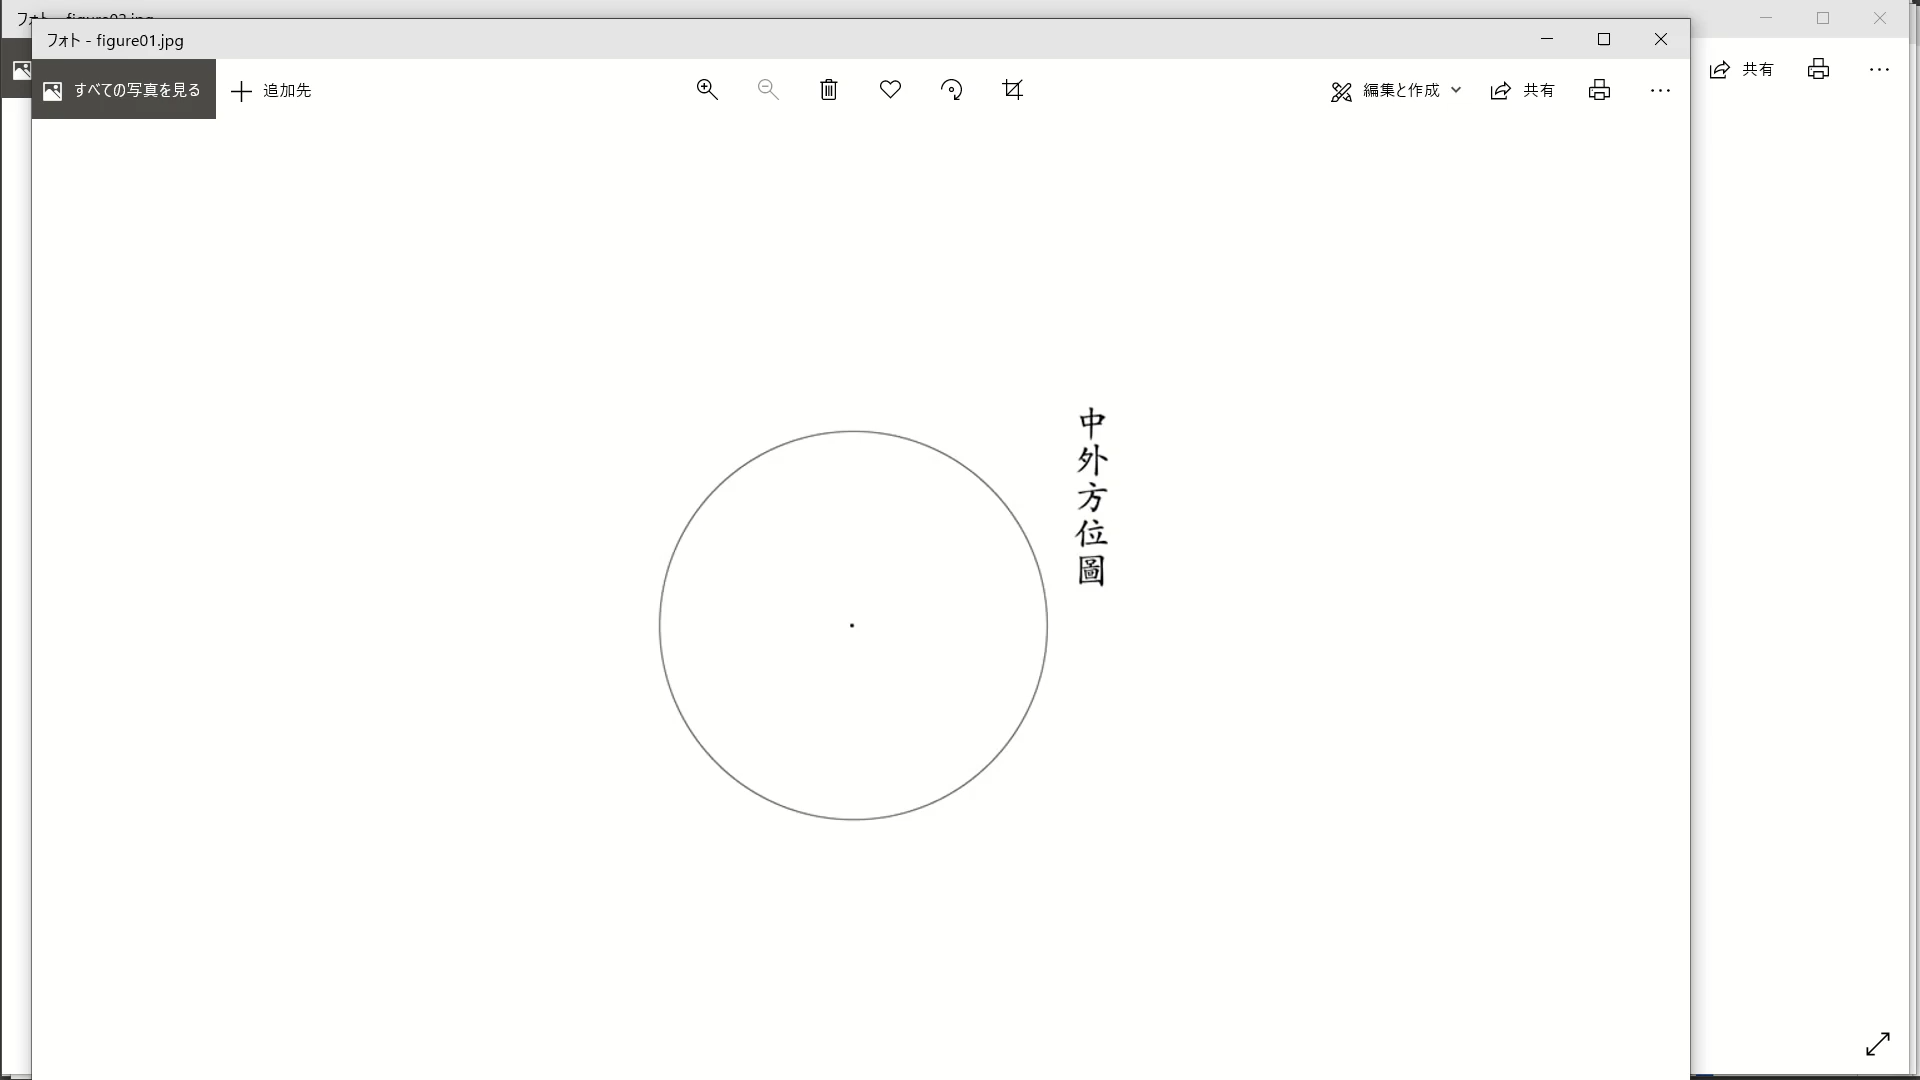 フォト - figure01.jpg
すべての写真を見る
追加先
編集と作成
共有
共有
中外方位圖